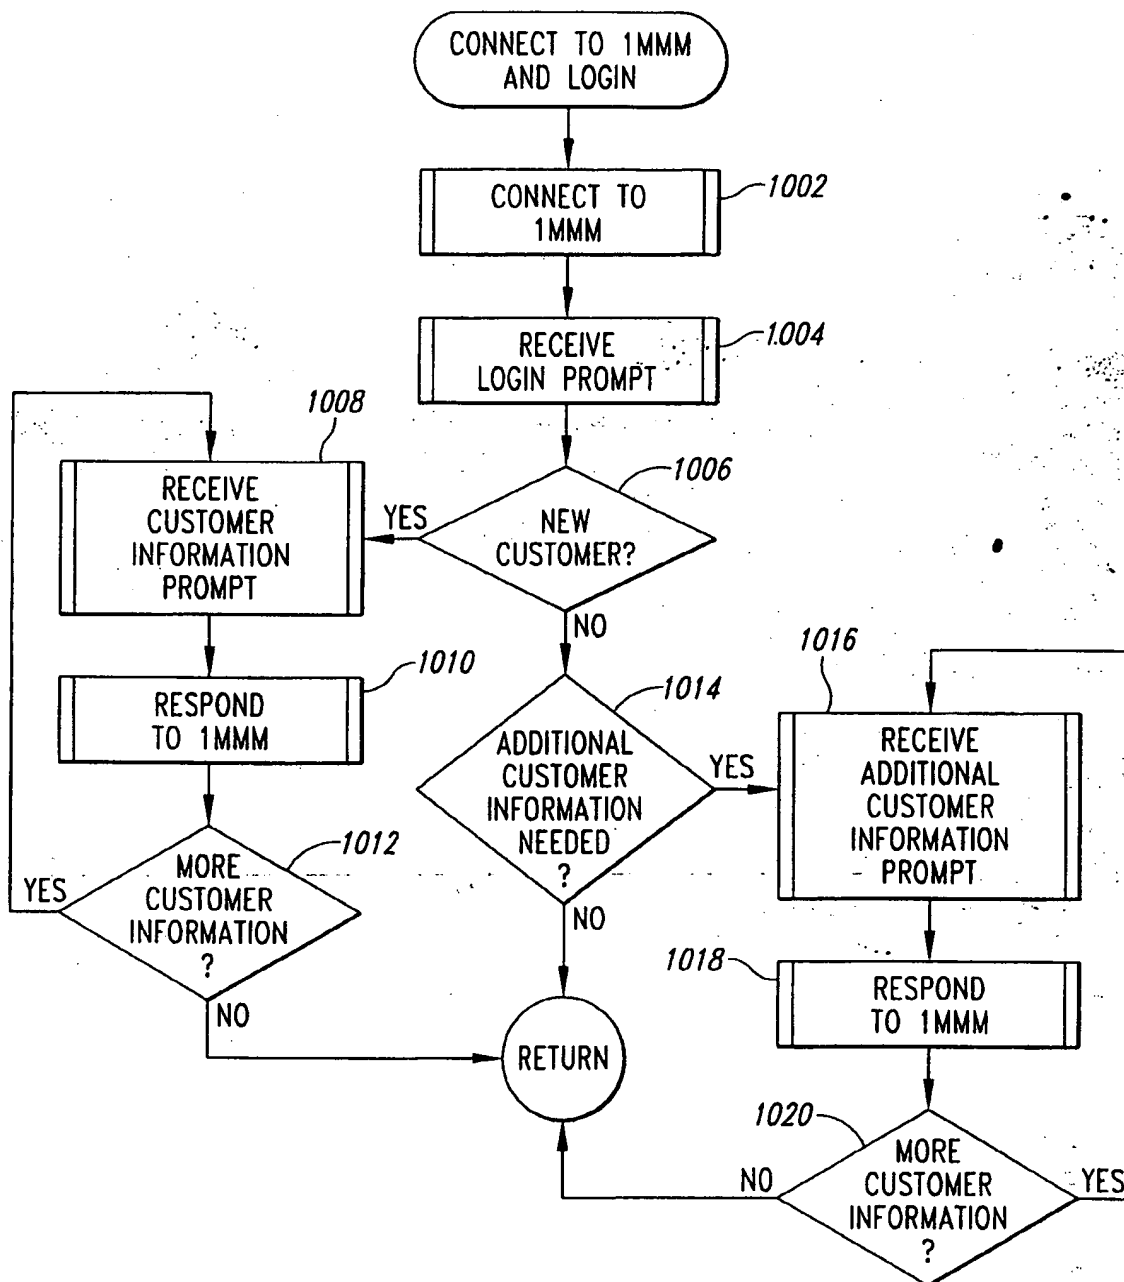 CONNECT TO 1MMM
AND LOGIN
CONNECT TO
1MMM
1002
RECEIVE
LOGIN PROMPT
1004
1008
RECEIVE
CUSTOMER
INFORMATION
PROMPT
YES
NEW
CUSTOMER?
1006
NO
RESPOND
TO 1MMM
1010
1014
ADDITIONAL
CUSTOMER
INFORMATION
NEEDED
?
YES
NO
1016
RECEIVE
ADDITIONAL
CUSTOMER
INFORMATION
PROMPT
YES
MORE
CUSTOMER
INFORMATION
?
1012
NO
1018
RESPOND
TO 1MMM
RETURN
1020
NO
MORE
CUSTOMER
INFORMATION
?
YES